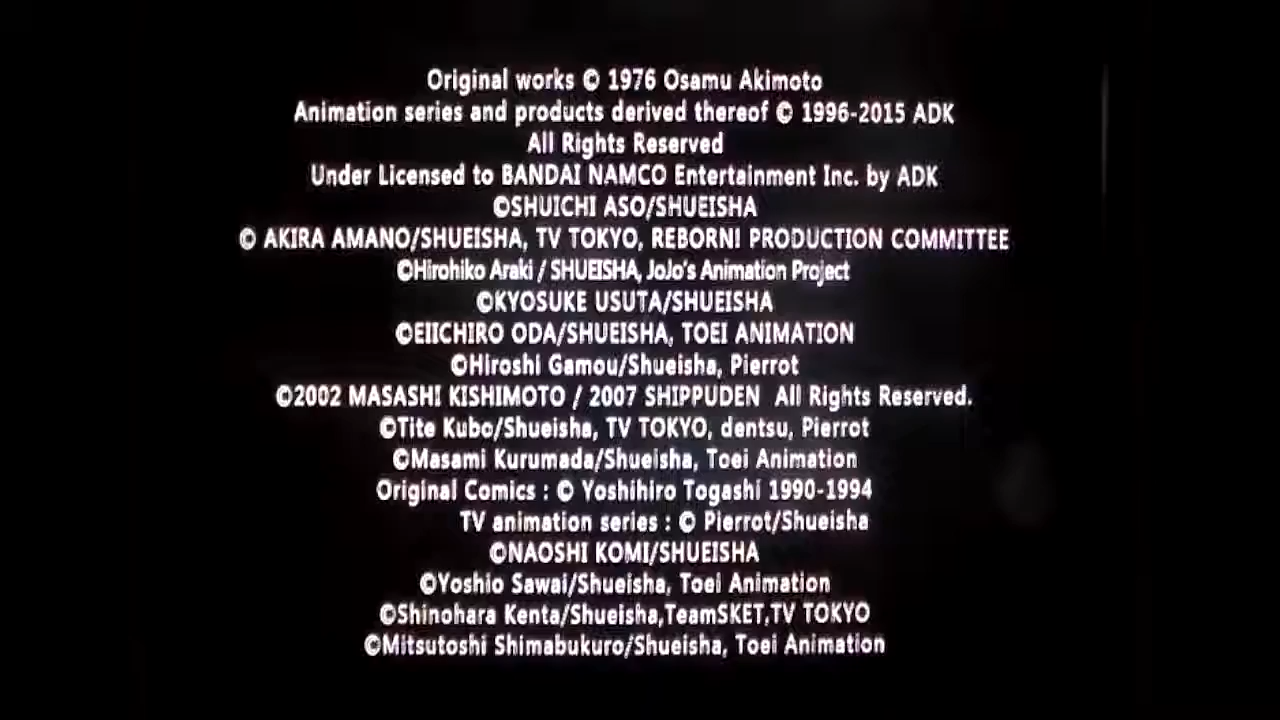 Original works © 1976 Osamu Akimoto
Animation series and products derived thereof © 1996-2015 ADK
All Rights Reserved
Under Licensed to BANDAI NAMCO Entertainment Inc. by ADK
©SHUICHI ASO/SHUEISHA
© AKIRA AMANO/SHUEISHA, TV TOKYO, REBORN! PRODUCTION COMMITTEE
©Hirohiko Araki / SHUEISHA, JoJo's Animation Project
©KYOSUKE USUTA/SHUEISHA
©EIICHIRO ODA/SHUEISHA, TOEI ANIMATION
©Hiroshi Gamou/Shueisha, Pierrot
©2002 MASASHI KISHIMOTO / 2007 SHIPPUDEN  All Rights Reserved.
©Tite Kubo/Shueisha, TV TOKYO, dentsu, Pierrot
©Masami Kurumada/Shueisha, Toei Animation
Original Comics : © Yoshihiro Togashi 1990-1994
TV animation series : © Pierrot/Shueisha
©NAOSHI KOMI/SHUEISHA
©Yoshio Sawai/Shueisha, Toei Animation
©Shinohara Kenta/Shueisha,TeamSKET,TV TOKYO
©Mitsutoshi Shimabukuro/Shueisha, Toei Animation